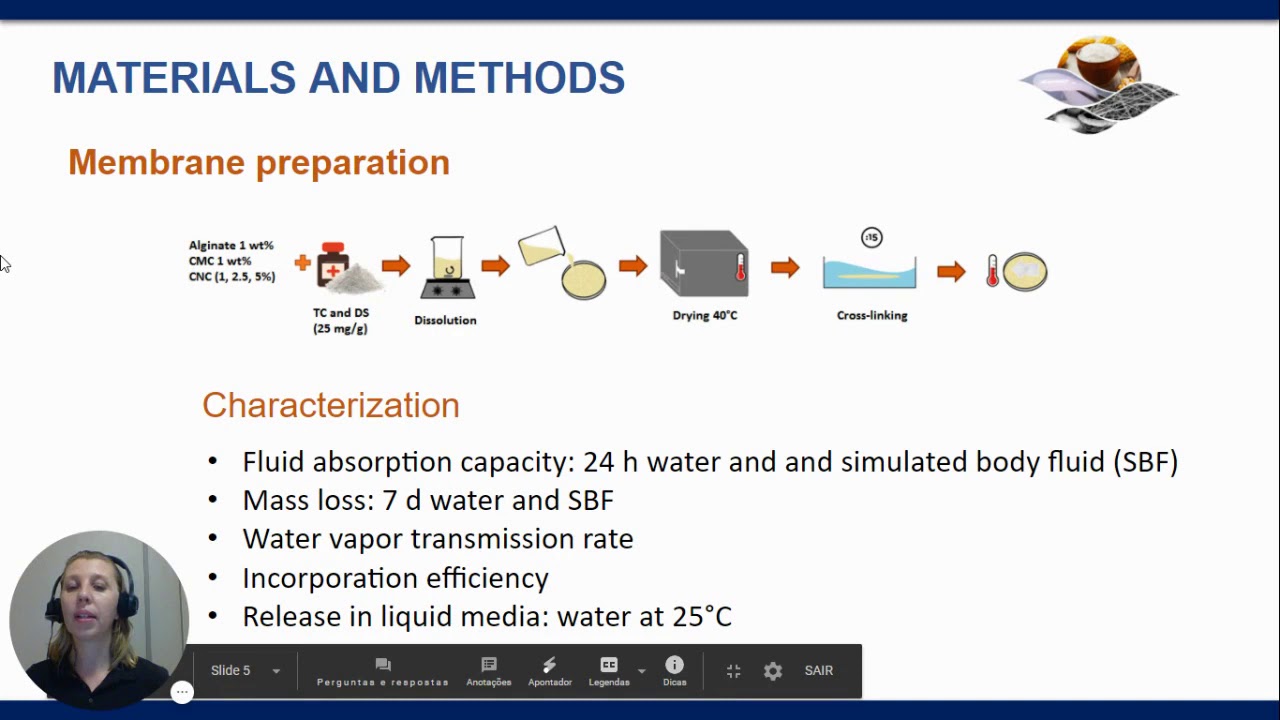 MATERIALS AND METHODS
Membrane preparation
Alginate 1 wt%
CMC 1 wt%
CNC (1, 2.5, 5%)
TC and DS
(25 mg/g)
Dissolution
Drying 40°C
:15
Cross-linking
Characterization
• Fluid absorption capacity: 24 h water and and simulated body fluid (SBF)
• Mass loss: 7 d water and SBF
• Water vapor transmission rate
• Incorporation efficiency
• Release in liquid media: water at 25°C
Slide 5
Perguntas e respostas
Anotações
Apontador
CC
Legendas
Dicas
SAIR